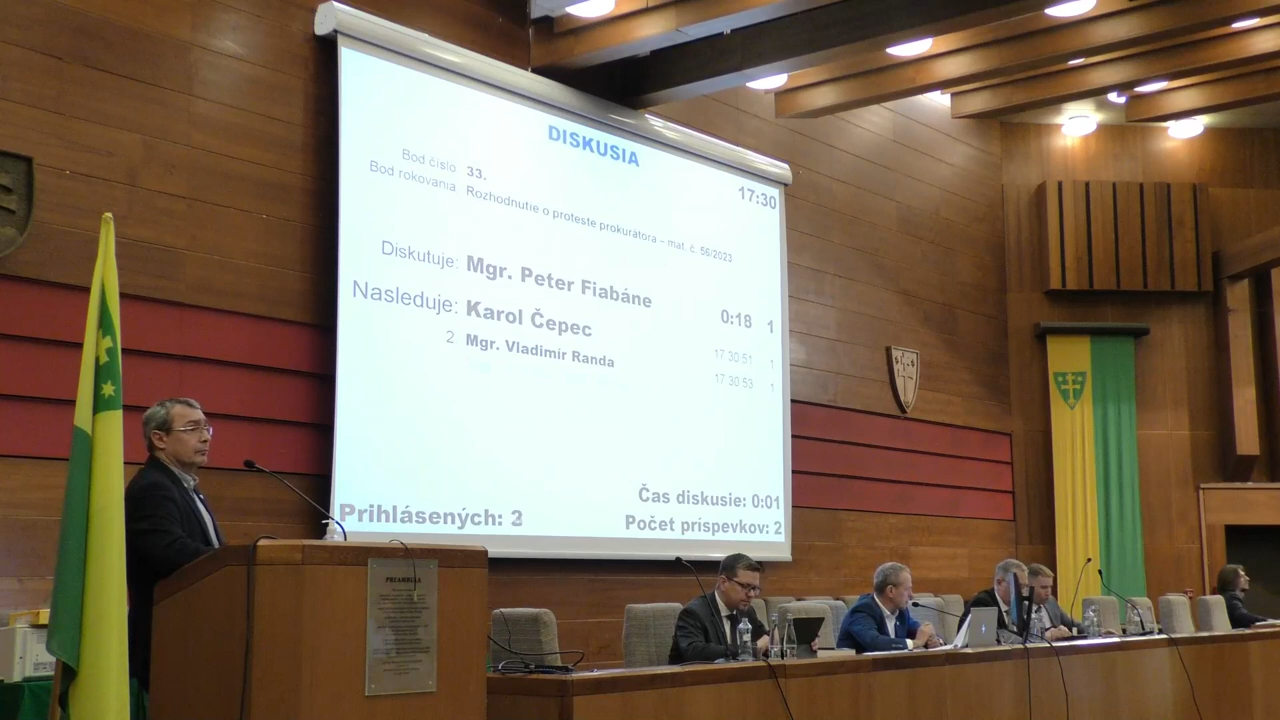 DISKUSIA
17:30
Bod číslo 33.
Bod rokovania Rozhodnutie o proteste prokurátora – mat. č. 56/2023
Diskutuje: Mgr. Peter Fiabáne 0:18 1
Nasleduje: Karol Čepec 17 30 51 1
2 Mgr. Vladimír Randa 17 30 53 1
Čas diskusie: 0:01
Prihlásených: 2
Počet príspevkov: 2
PREAMBULA